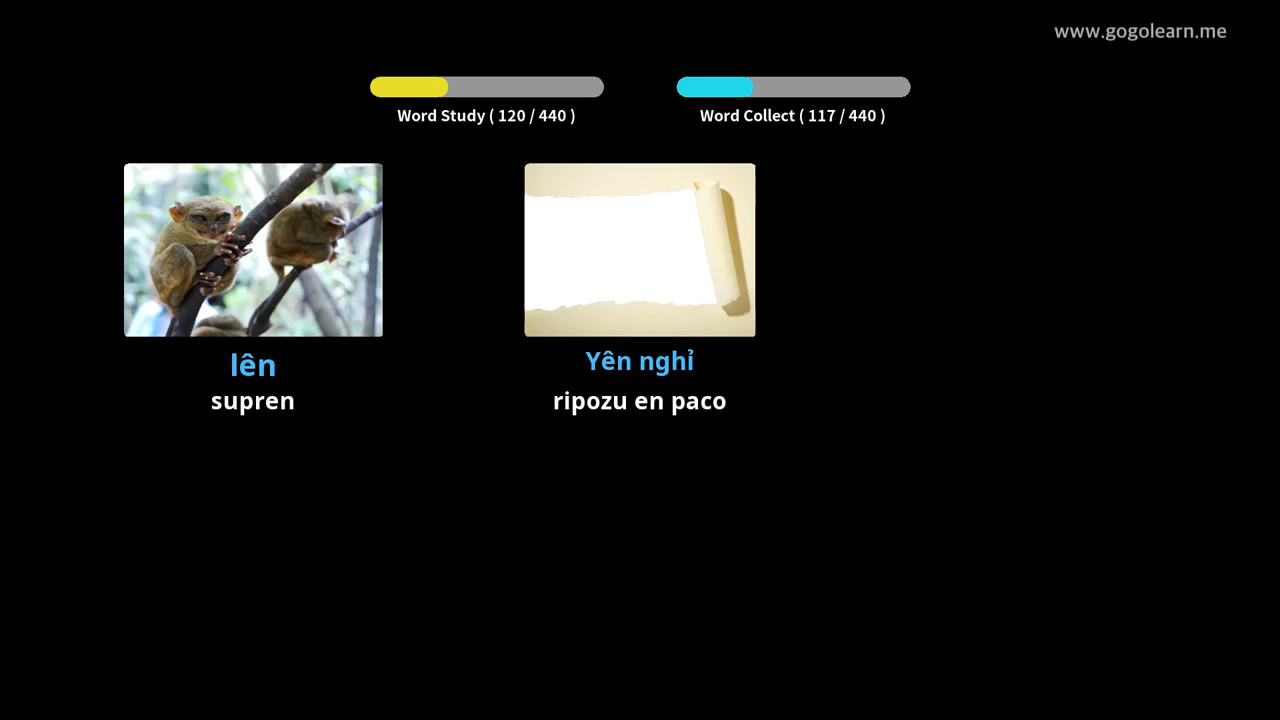 www.gogolearn.me
Word Study ( 120 / 440 )
Word Collect ( 117 / 440 )
lên
supren
Yên nghỉ
ripozu en paco